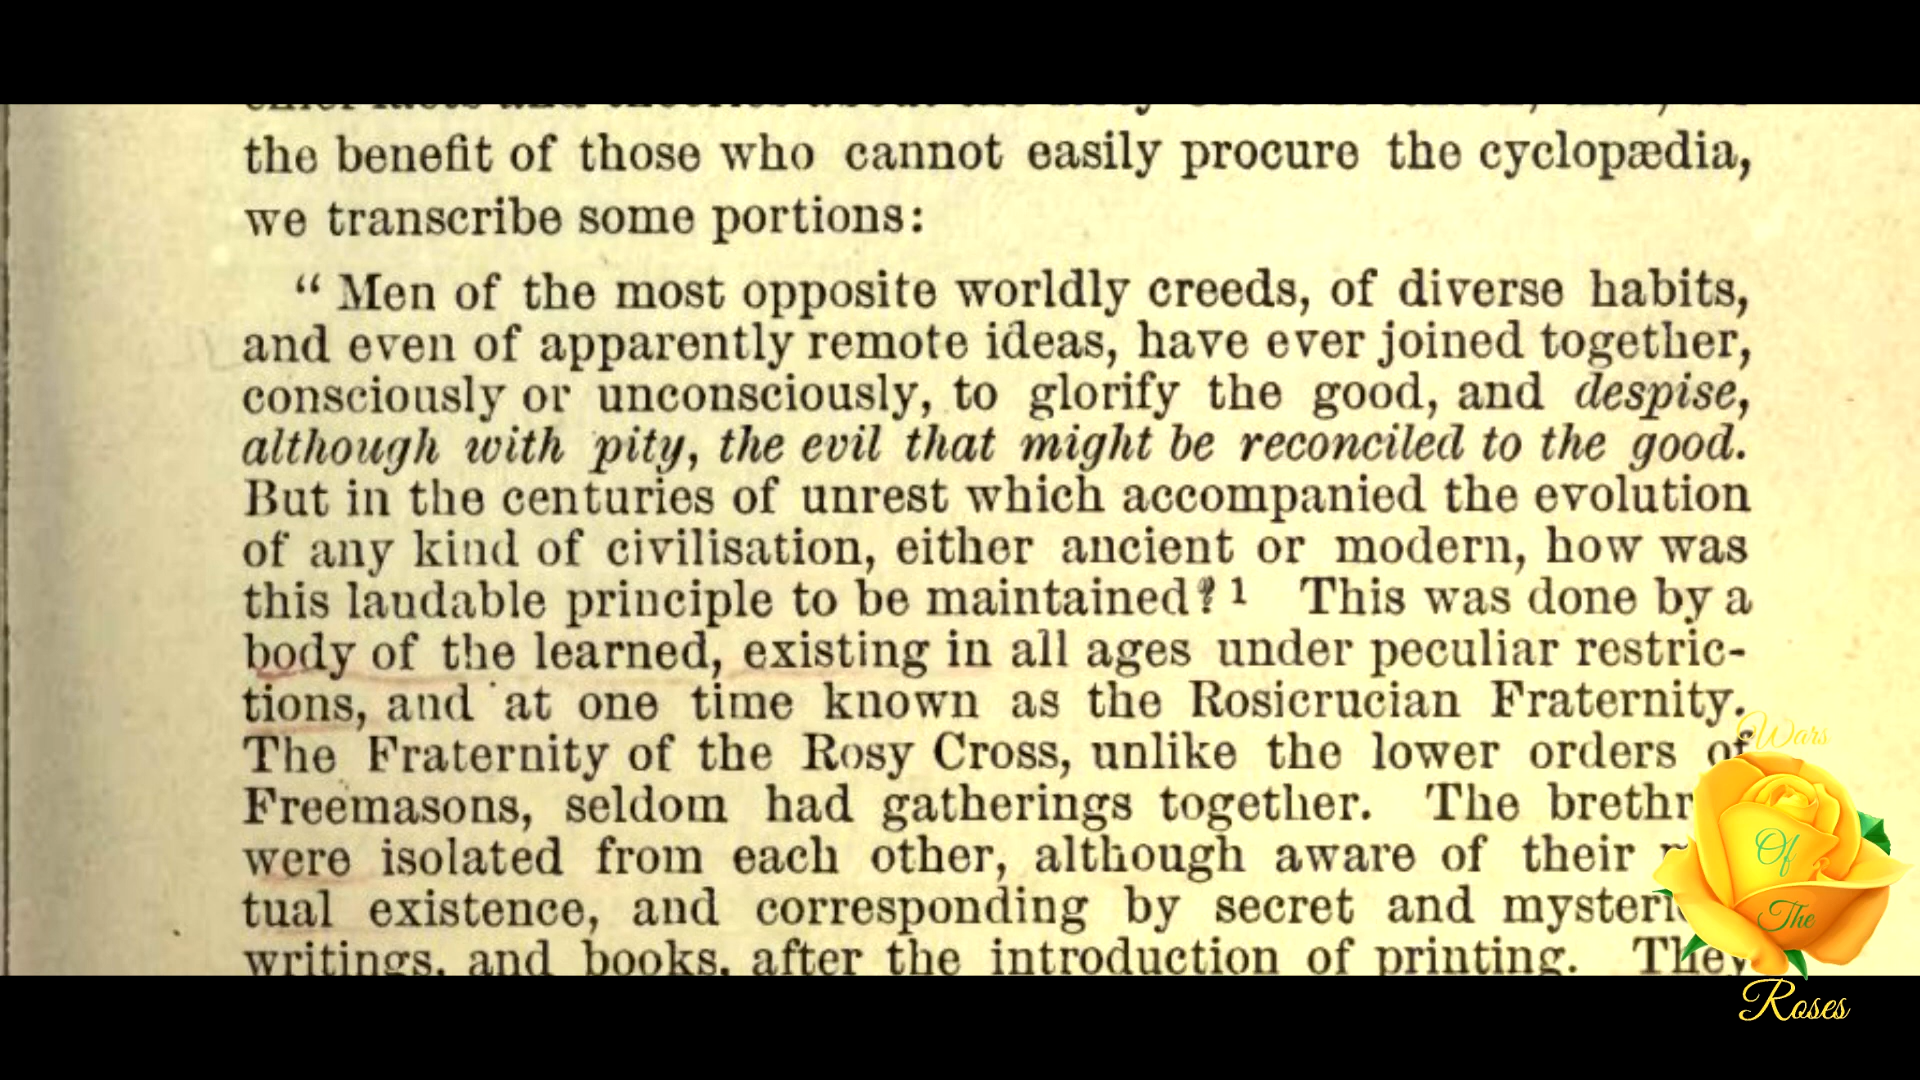 the benefit of those who cannot easily procure the cyclopædia,
we transcribe some portions:
“ Men of the most opposite worldly creeds, of diverse habits,
and even of apparently remote ideas, have ever joined together,
consciously or unconsciously, to glorify the good, and despise,
although with pity, the evil that might be reconciled to the good.
But in the centuries of unrest which accompanied the evolution
of any kind of civilisation, either ancient or modern, how was
this laudable principle to be maintained?1 This was done by a
body of the learned, existing in all ages under peculiar restric-
tions, and at one time known as the Rosicrucian Fraternity.
The Fraternity of the Rosy Cross, unlike the lower orders of
Freemasons, seldom had gatherings together. The
were isolated from each other, although aware of their
tual existence, and corresponding by secret and
writings, and books, after the introduction of printing. They
Wars
Of
The
Roses